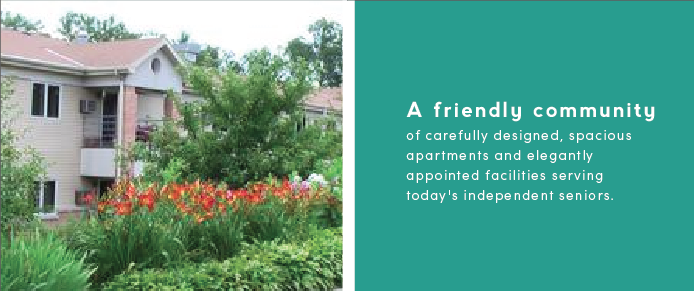 A friendly community
of carefully designed, spacious
apartments and elegantly
appointed facilities serving
today's independent seniors.